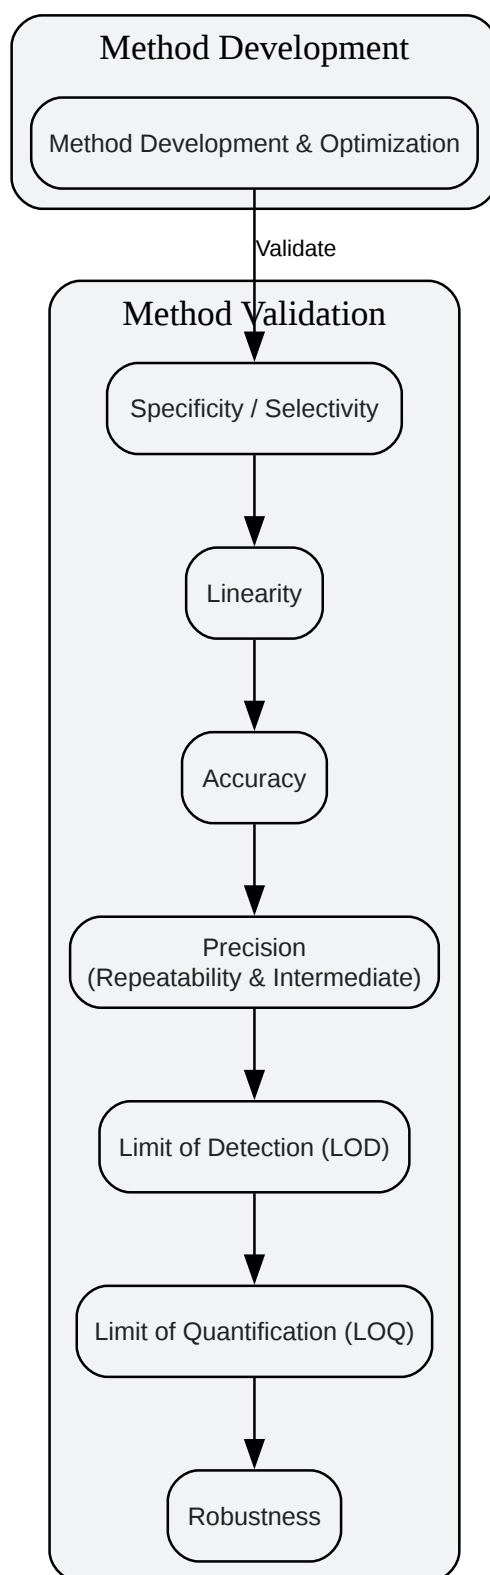 Method Development
Method Development & Optimization
Validate
Method Validation
Specificity / Selectivity
Linearity
Accuracy
Precision
(Repeatability & Intermediate)
Limit of Detection (LOD)
Limit of Quantification (LOQ)
Robustness